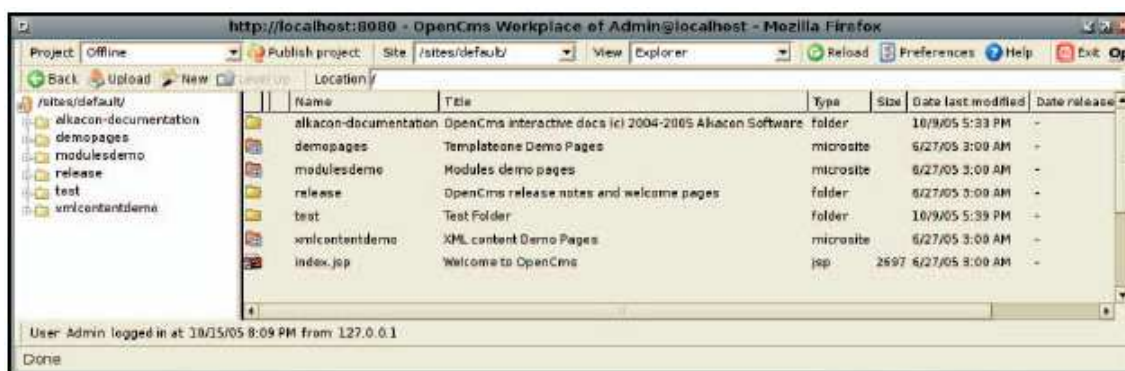 http://localhost:8080 - OpenCms Workplace of Admin@localhost - Mozilla Firefox
Project Offline Publish project Site /sites/default/ View Explorer Reload Preferences Help Exit Op
Back Upload New Level up Location /
/sites/default/
alkacon-documentation
demopages
modulesdemo
release
test
xmlcontentdemo
Name Title Type Size Date last modified Date release
alkacon-documentation OpenCms interactive docs (c) 2004-2005 Alkacon Software folder 10/9/05 5:33 PM -
demopages Templateone Demo Pages microsite 6/27/05 3:00 AM -
modulesdemo Modules demo pages microsite 6/27/05 3:00 AM -
release OpenCms release notes and welcome pages folder 6/27/05 3:00 AM -
test Test Folder folder 10/9/05 5:39 PM -
xmlcontentdemo XML content Demo Pages microsite 6/27/05 3:00 AM -
index.jsp Welcome to OpenCms jsp 2697 6/27/05 3:00 AM -
User Admin logged in at 10/15/05 8:09 PM from 127.0.0.1
Done